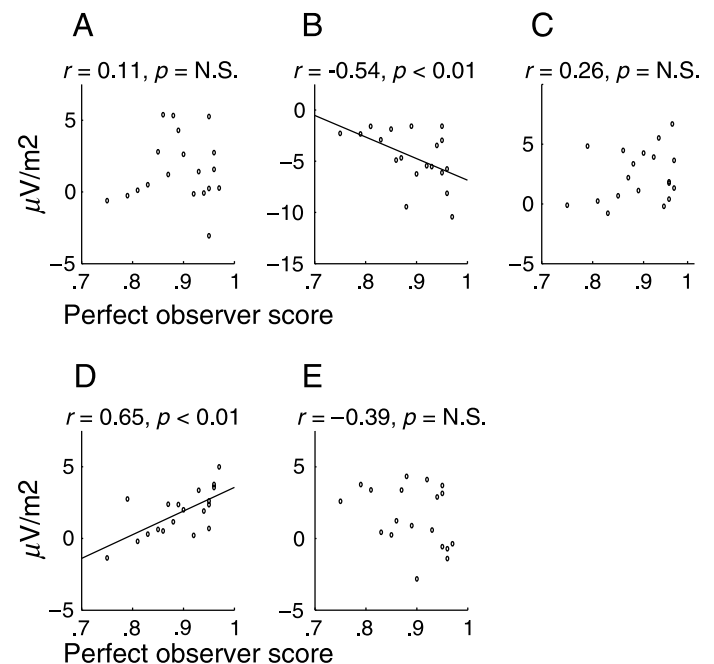 A B C
r = 0.11, p = N.S. r = -0.54, p < 0.01 r = 0.26, p = N.S.
μV/m2
5 0 −5
0 −5 −10 −15
5 0 −5
.7 .8 .9 1 .7 .8 .9 1 .7 .8 .9 1
Perfect observer score
D E
r = 0.65, p < 0.01 r = −0.39, p = N.S.
μV/m2
5 0 −5
5 0 −5
.7 .8 .9 1 .7 .8 .9 1
Perfect observer score